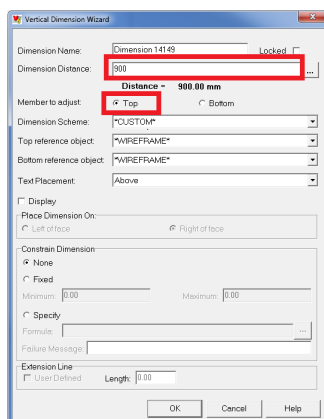 Vertical Dimension Wizard
Dimension Name: Dimension 14149 Locked
Dimension Distance: 900 ...
Distance = 900.00 mm
Member to adjust: Top Bottom
Dimension Scheme: *CUSTOM*
Top reference object: *WIREFRAME*
Bottom reference object: *WIREFRAME*
Text Placement: Above
Display
Place Dimension On:
Left of face Right of face
Constrain Dimension
None
Fixed
Minimum: 0.00 Maximum: 0.00
Specify
Formula: ...
Failure Message:
Extension Line
User Defined Length: 0.00
OK Cancel Help